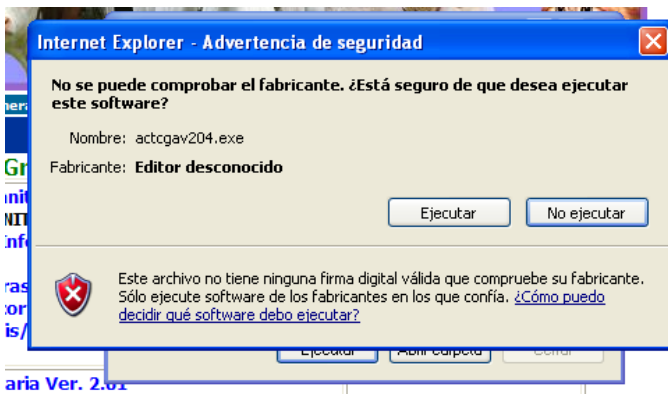 Internet Explorer - Advertencia de seguridad
No se puede comprobar el fabricante. ¿Está seguro de que desea ejecutar
este software?
Nombre: actcgav204.exe
Fabricante: Editor desconocido
Ejecutar No ejecutar
Este archivo no tiene ninguna firma digital válida que compruebe su fabricante.
Sólo ejecute software de los fabricantes en los que confía. ¿Cómo puedo
decidir qué software debo ejecutar?
Ejecutar Abrir carpeta Cerrar
aria Ver. 2.01